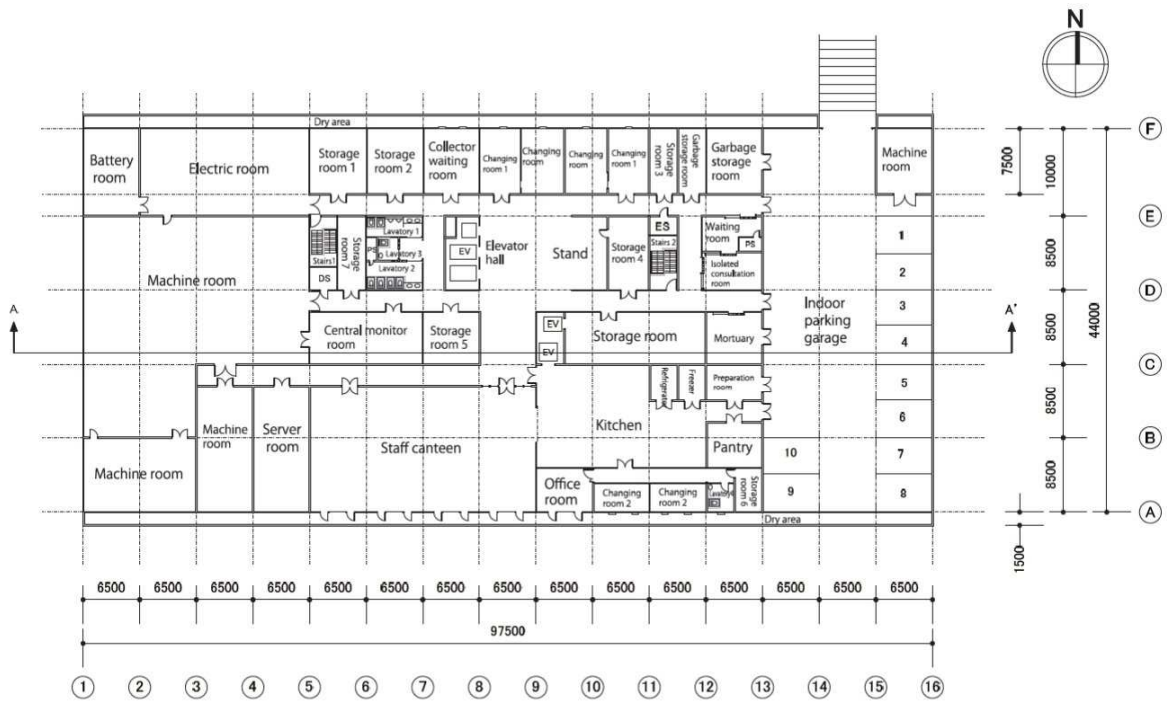 N
Dry area
F
Battery
room
Electric room
Storage
room 1
Storage
room 2
Collector
waiting
room
Changing
room 1
Changing
room
Changing
room 1
Changing
room 1
Storage
room 3
Garbage
storage room
Garbage
storage
room
Machine
room
7500
10000
E
Machine room
Stairs1
DS
Storage
room 7
Lavatory 1
PS
Lavatory 3
Lavatory 2
EV
Elevator
hall
Stand
Storage
room 4
ES
Stairs 2
Waiting
room
PS
Isolated
consultation
room
1
2
8500
D
A
Central monitor
room
Storage
room 5
EV
EV
Storage room
Mortuary
Indoor
parking
garage
3
4
A'
8500
44000
C
Machine
room
Server
room
Staff canteen
Kitchen
Refrigerator
Freezer
Preparation
room
5
6
8500
B
Machine room
Office
room
Changing
room 2
Changing
room 2
Pantry
Storage
room 6
10
9
7
8
8500
A
Dry area
1500
6500 6500 6500 6500 6500 6500 6500 6500 6500 6500 6500 6500 6500 6500 6500
97500
1 2 3 4 5 6 7 8 9 10 11 12 13 14 15 16